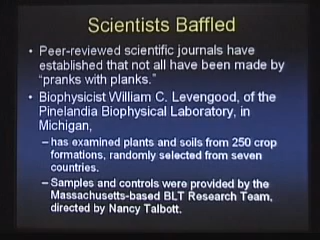 Scientists Baffled
• Peer-reviewed scientific journals have
established that not all have been made by
“pranks with planks.”
• Biophysicist William C. Levengood, of the
Pinelandia Biophysical Laboratory, in
Michigan,
– has examined plants and soils from 250 crop
formations, randomly selected from seven
countries.
– Samples and controls were provided by the
Massachusetts-based BLT Research Team,
directed by Nancy Talbott.